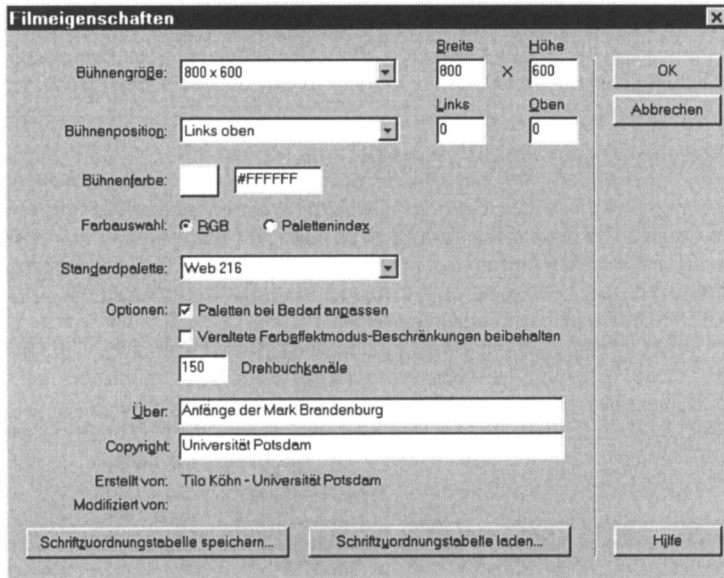 Filmeigenschaften
Breite Höhe
Bühnengröße: 800 x 600 800 X 600 OK
Links Oben
Abbrechen
Bühnenposition: Links oben 0 0
Bühnenfarbe: #FFFFFF
Farbauswahl: RGB Palettenindex
Standardpalette: Web 216
Optionen: Paletten bei Bedarf anpassen
Veraltete Farbeffektmodus-Beschränkungen beibehalten
150 Drehbuchkanäle
Über: Anfänge der Mark Brandenburg
Copyright: Universität Potsdam
Erstellt von: Tilo Köhn - Universität Potsdam
Modifiziert von:
Schriftzuordnungstabelle speichern... Schriftzuordnungstabelle laden... Hilfe